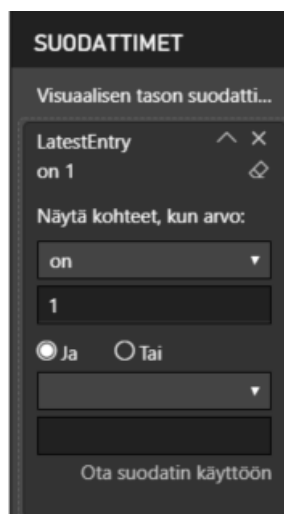 SUODATTIMET
Visuaalisen tason suodatti...
LatestEntry
on 1
Näytä kohteet, kun arvo:
on
1
Ja Tai
Ota suodatin käyttöön